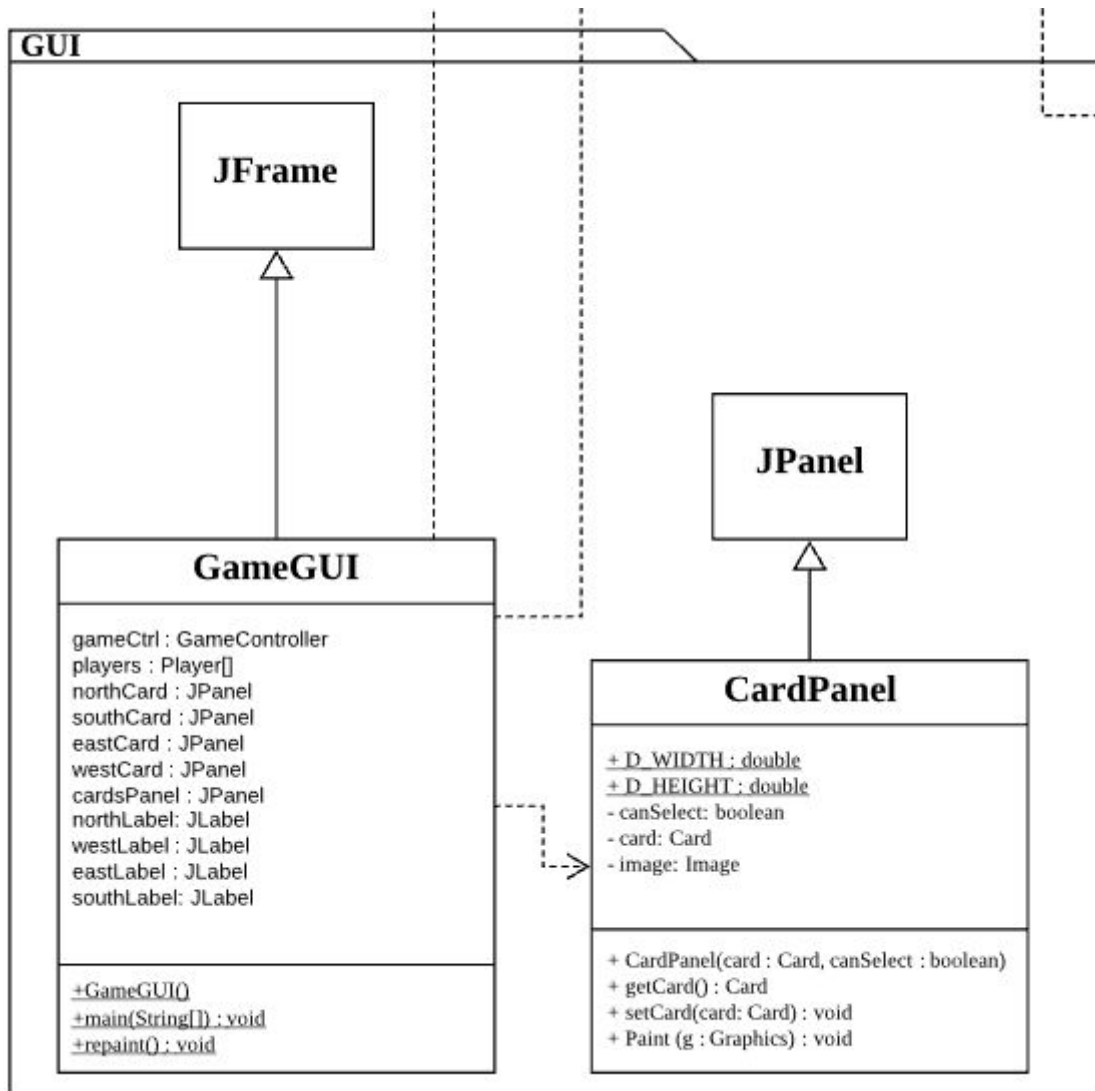 GUI
JFrame
JPanel
GameGUI
gameCtrl : GameController
players : Player[]
northCard : JPanel
southCard : JPanel
eastCard : JPanel
westCard : JPanel
cardsPanel : JPanel
northLabel: JLabel
westLabel : JLabel
eastLabel : JLabel
southLabel: JLabel
+GameGUI()
+main(String[]) : void
+repaint() : void
CardPanel
+ D_WIDTH : double
+ D_HEIGHT : double
- canSelect: boolean
- card: Card
- image: Image
+ CardPanel(card : Card, canSelect : boolean)
+ getCard() : Card
+ setCard(card: Card) : void
+ Paint (g : Graphics) : void